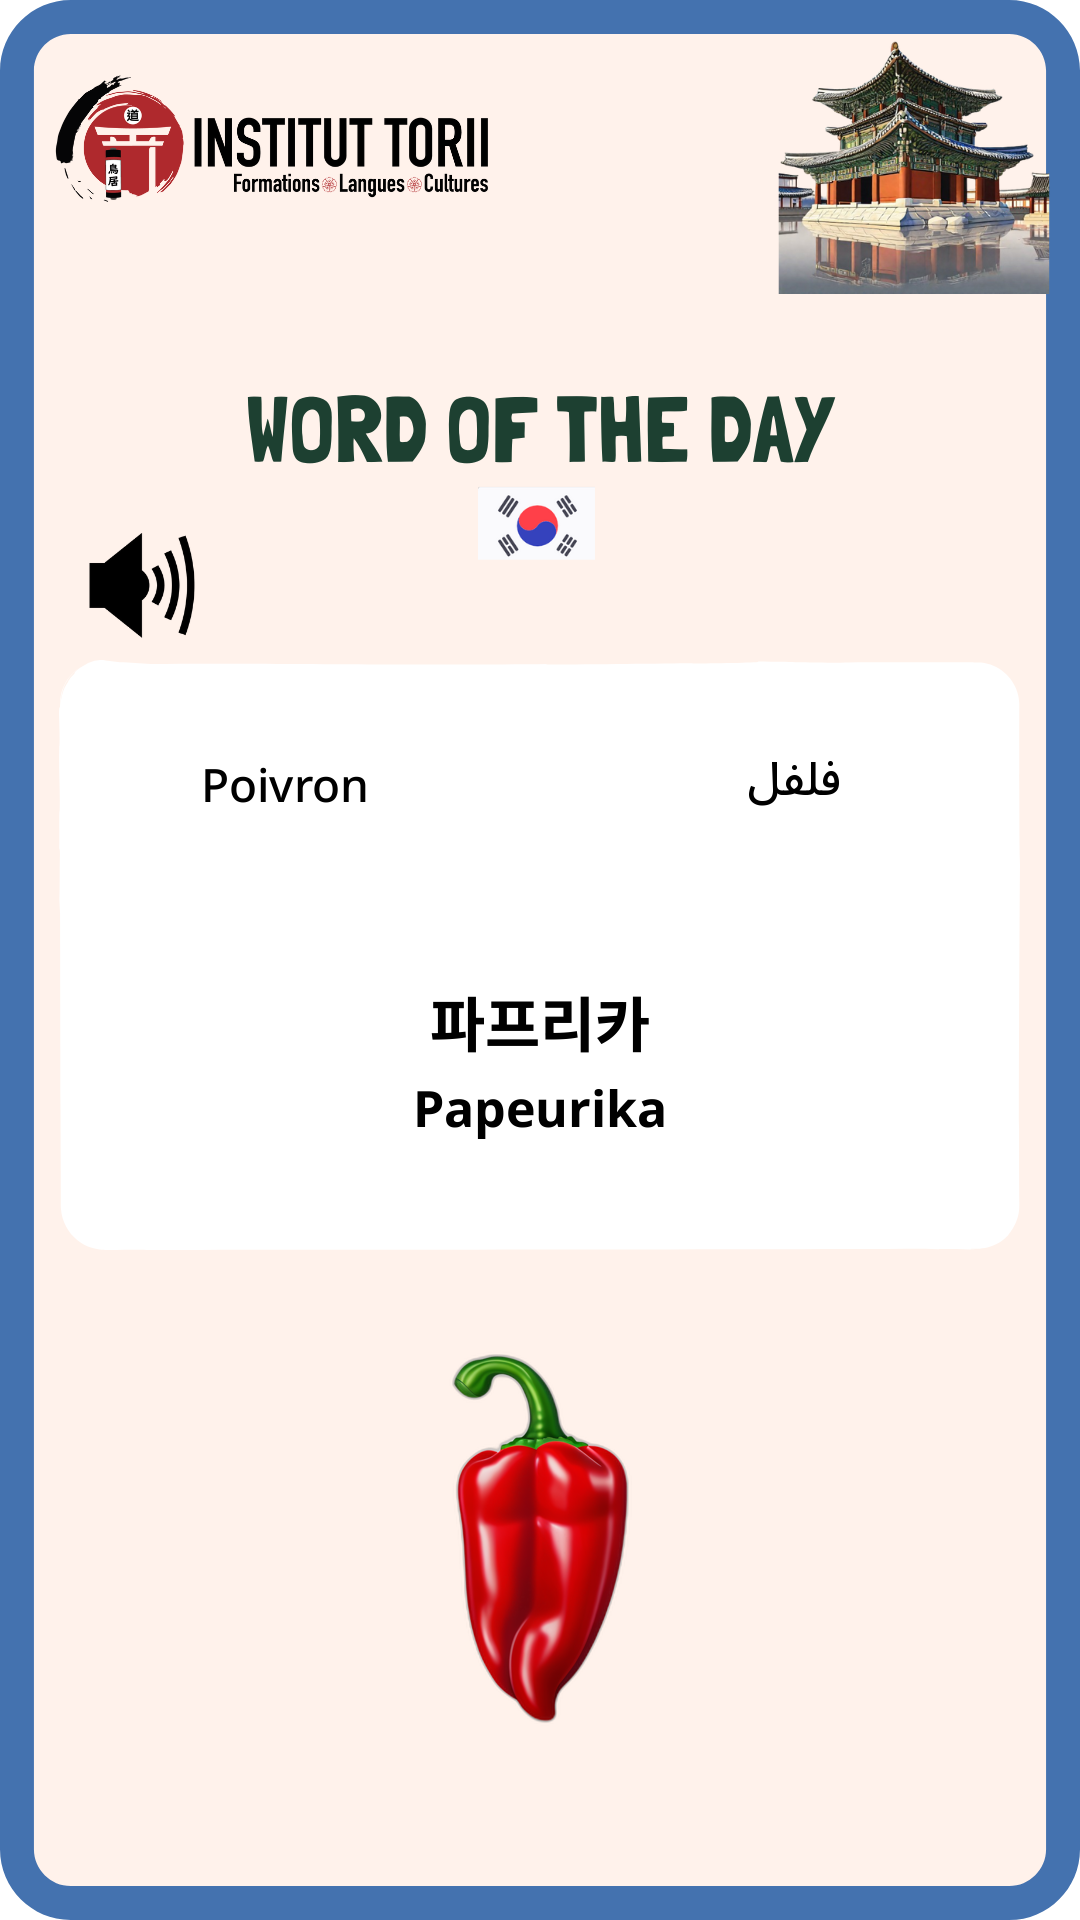 道
鳥居
INSTITUT TORII
Formations Langues Cultures
WORD OF THE DAY
Poivron
فلفل
파프리카
Papeurika